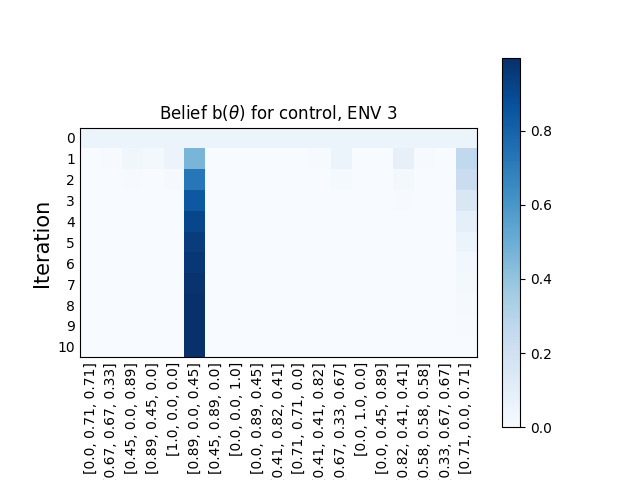 Belief b(θ) for control, ENV 3
Iteration
0
1
2
3
4
5
6
7
8
9
10
[0.0, 0.71, 0.71]
0.67, 0.67, 0.33]
[0.45, 0.0, 0.89]
[0.89, 0.45, 0.0]
[1.0, 0.0, 0.0]
[0.89, 0.0, 0.45]
[0.45, 0.89, 0.0]
[0.0, 0.0, 1.0]
[0.0, 0.89, 0.45]
0.41, 0.82, 0.41]
[0.71, 0.71, 0.0]
0.41, 0.41, 0.82]
0.67, 0.33, 0.67]
[0.0, 1.0, 0.0]
[0.0, 0.45, 0.89]
0.82, 0.41, 0.41]
0.58, 0.58, 0.58]
0.33, 0.67, 0.67]
[0.71, 0.0, 0.71]
0.8
0.6
0.4
0.2
0.0